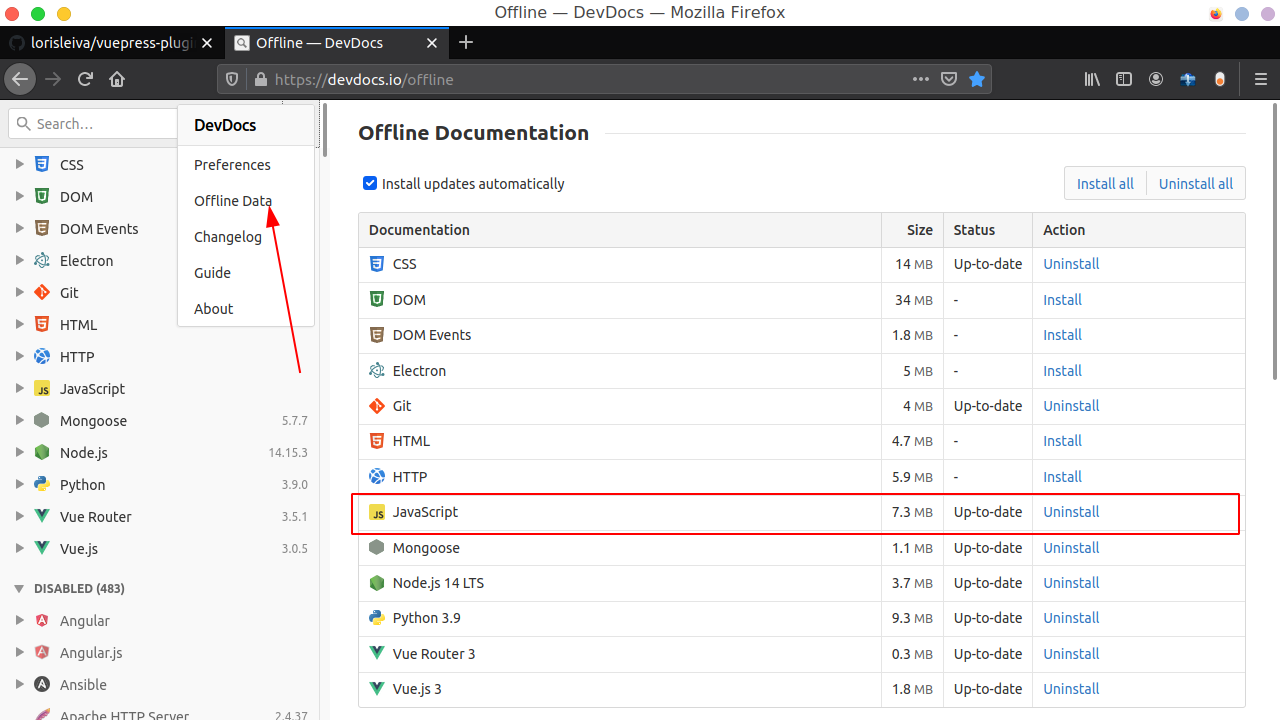 Offline — DevDocs — Mozilla Firefox
lorisleiva/vuepress-plugi
Offline — DevDocs
https://devdocs.io/offline
Search…
DevDocs
Preferences
Offline Data
Changelog
Guide
About
CSS
DOM
DOM Events
Electron
Git
HTML
HTTP
JavaScript
Mongoose 5.7.7
Node.js 14.15.3
Python 3.9.0
Vue Router 3.5.1
Vue.js 3.0.5
DISABLED (483)
Angular
Angular.js
Ansible
Apache HTTP Server 2.4.37
Offline Documentation
Install updates automatically
Install all Uninstall all
Documentation Size Status Action
CSS 14 MB Up-to-date Uninstall
DOM 34 MB - Install
DOM Events 1.8 MB - Install
Electron 5 MB - Install
Git 4 MB Up-to-date Uninstall
HTML 4.7 MB - Install
HTTP 5.9 MB - Install
JavaScript 7.3 MB Up-to-date Uninstall
Mongoose 1.1 MB Up-to-date Uninstall
Node.js 14 LTS 3.7 MB Up-to-date Uninstall
Python 3.9 9.3 MB Up-to-date Uninstall
Vue Router 3 0.3 MB Up-to-date Uninstall
Vue.js 3 1.8 MB Up-to-date Uninstall